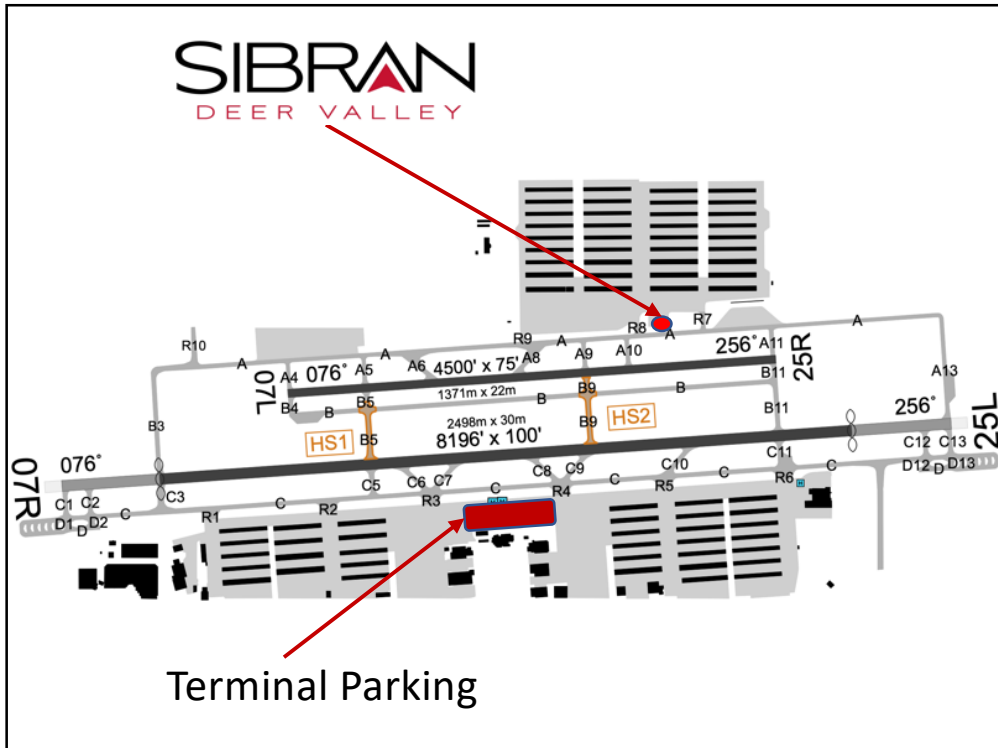 SIBRAN
DEER VALLEY
R8
R7
A
A
R10
R9
A
A
A
A
A4
A5
A6
A8
A9
A10
A11
07L
076°
4500' x 75'
256°
25R
1371m x 22m
B11
A13
B4
B
B5
B
B9
B
B3
HS1
B5
2498m x 30m
8196' x 100'
B9
HS2
B11
256°
25L
07R
076°
C1
C2
C3
C5
C6
C7
C8
C9
C10
C11
C12
C13
D1
D
D2
C
R1
C
R2
R3
C
R4
R5
C
R6
C
D12
D
D13
Terminal Parking